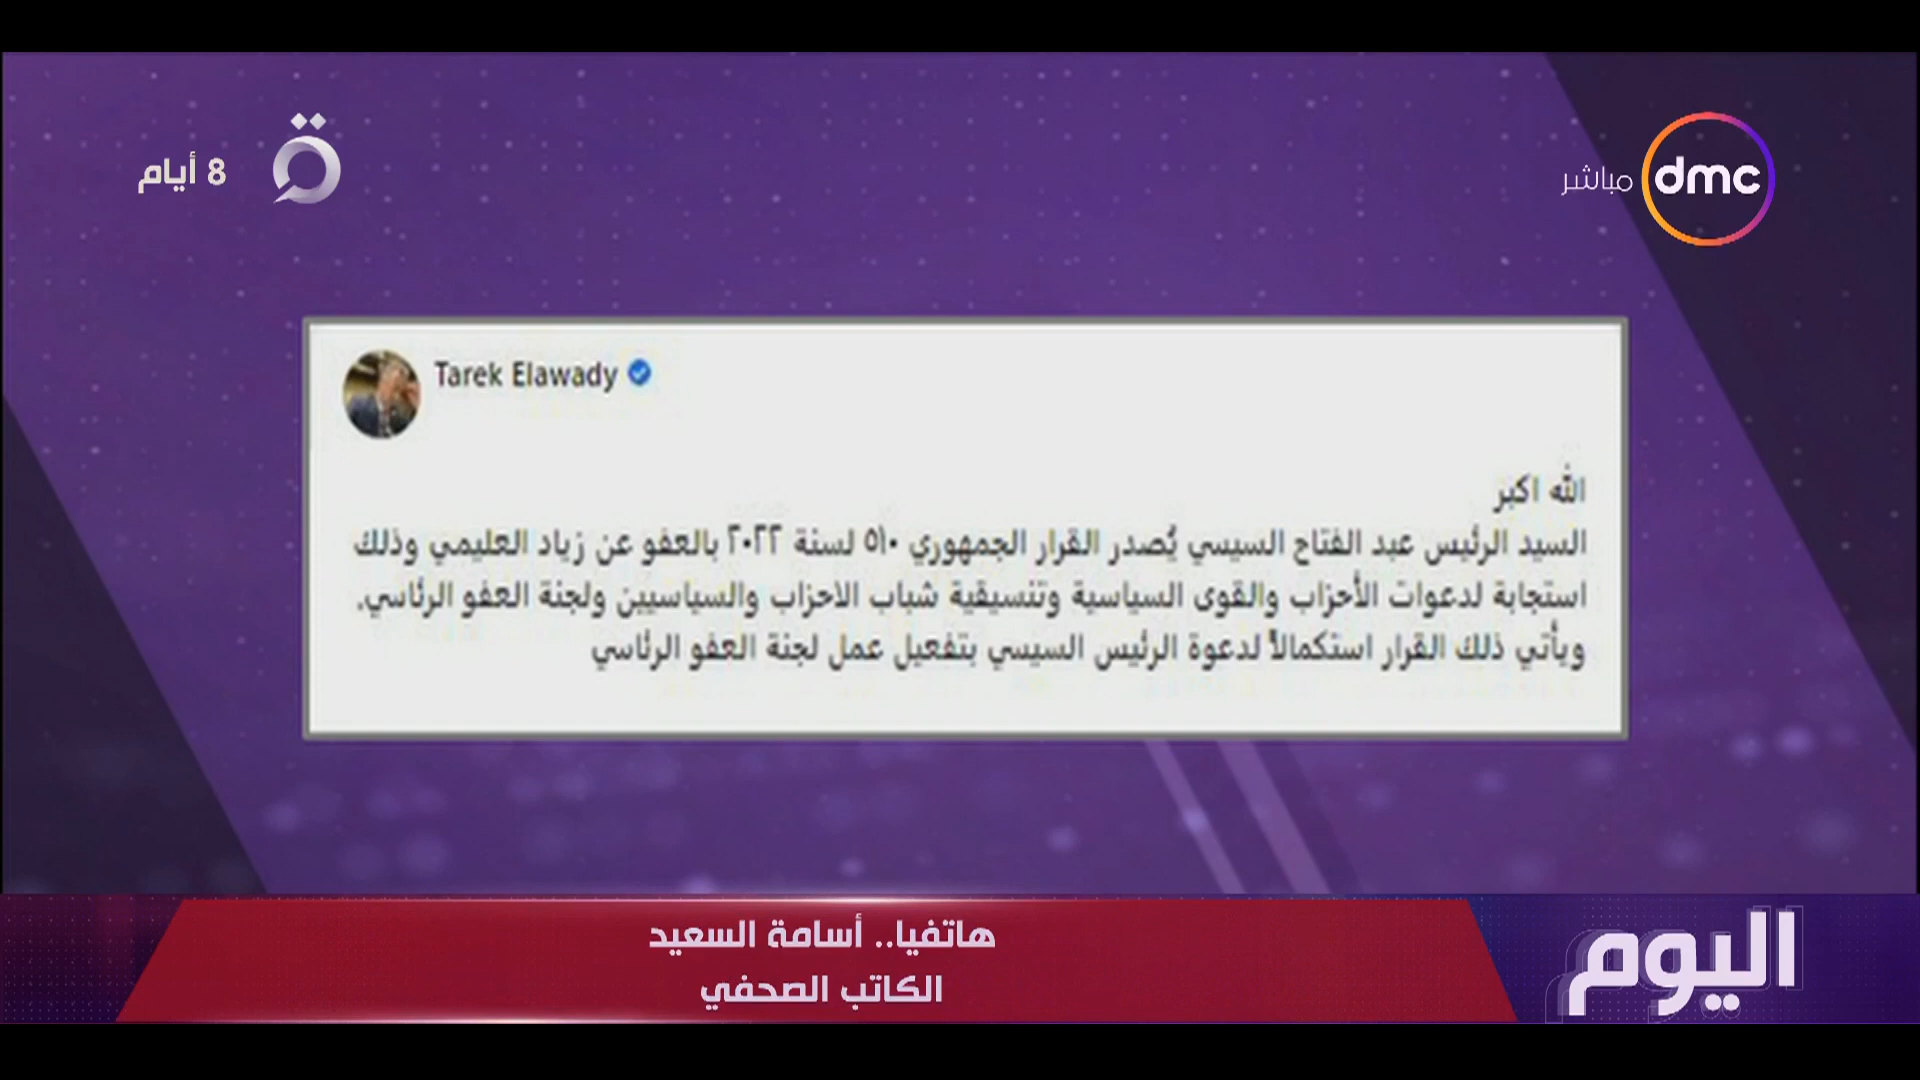 dmc
مباشر
8 أيام
Tarek Elawady
الله اكبر
السيد الرئيس عبد الفتاح السيسي يُصدر القرار الجمهوري ٥١٠ لسنة ٢٠٢٢ بالعفو عن زياد العليمي وذلك
استجابة لدعوات الأحزاب والقوى السياسية وتنسيقية شباب الاحزاب والسياسيين ولجنة العفو الرئاسي.
ويأتي ذلك القرار استكمالاً لدعوة الرئيس السيسي بتفعيل عمل لجنة العفو الرئاسي
هاتفيا.. أسامة السعيد
الكاتب الصحفي
اليوم